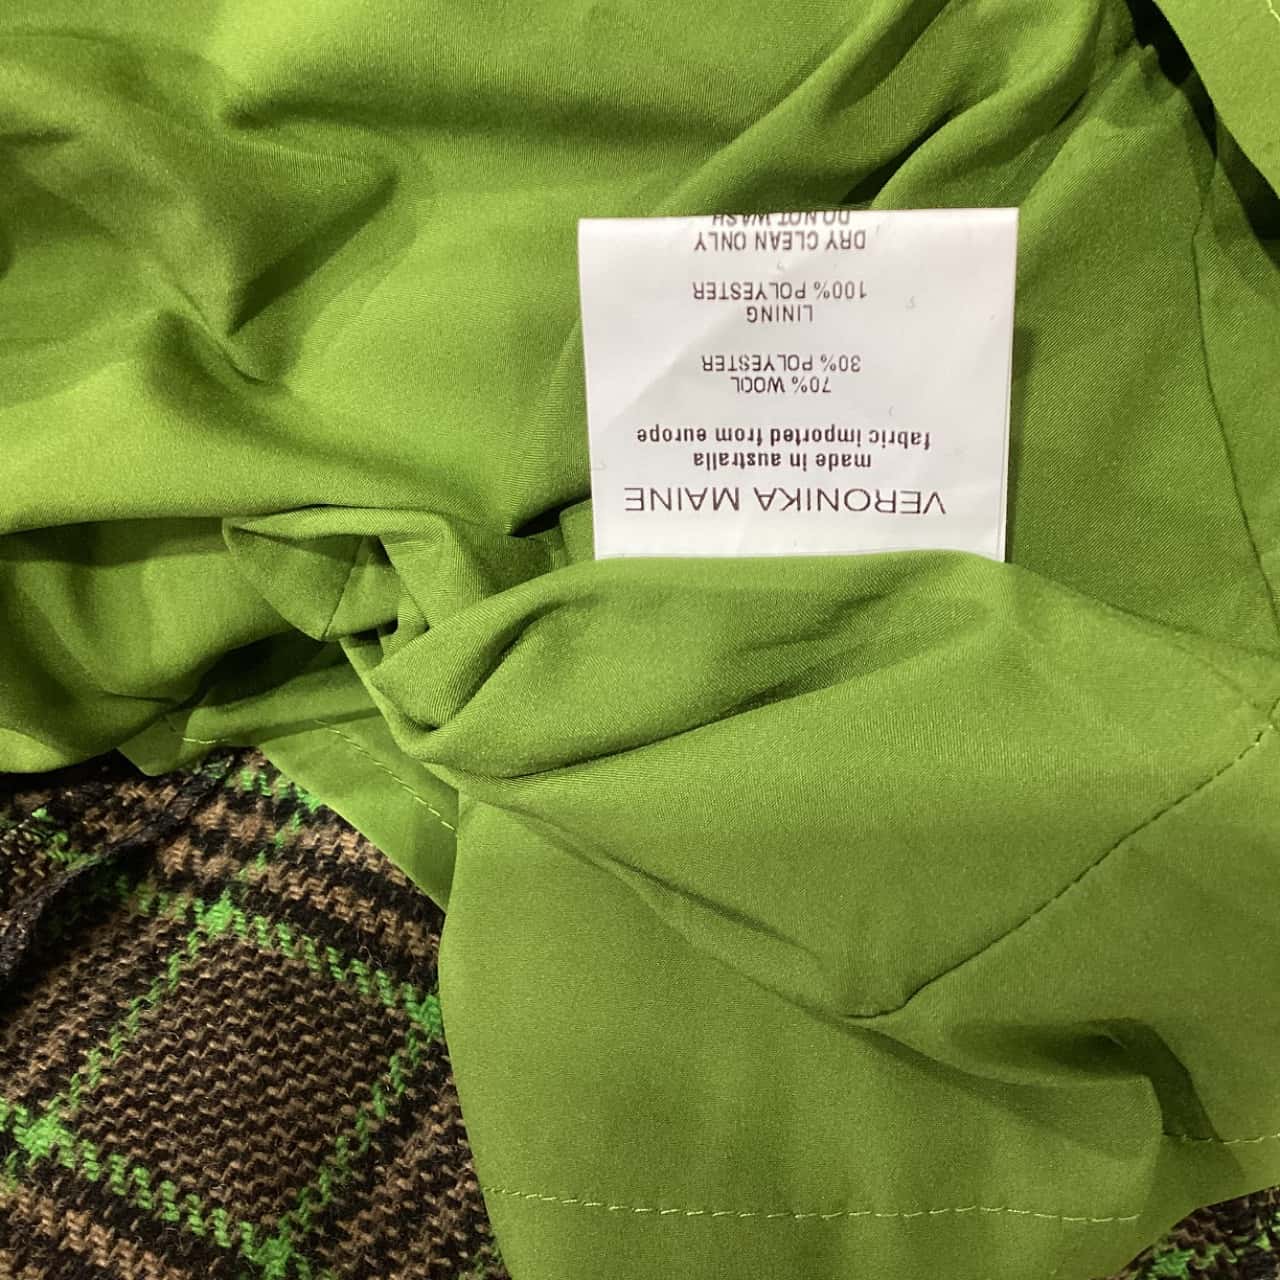 VERONIKA MAINE
made in australia
fabric imported from europe
70% WOOL
30% POLYESTER
LINING
100% POLYESTER
DRY CLEAN ONLY
DO NOT WASH